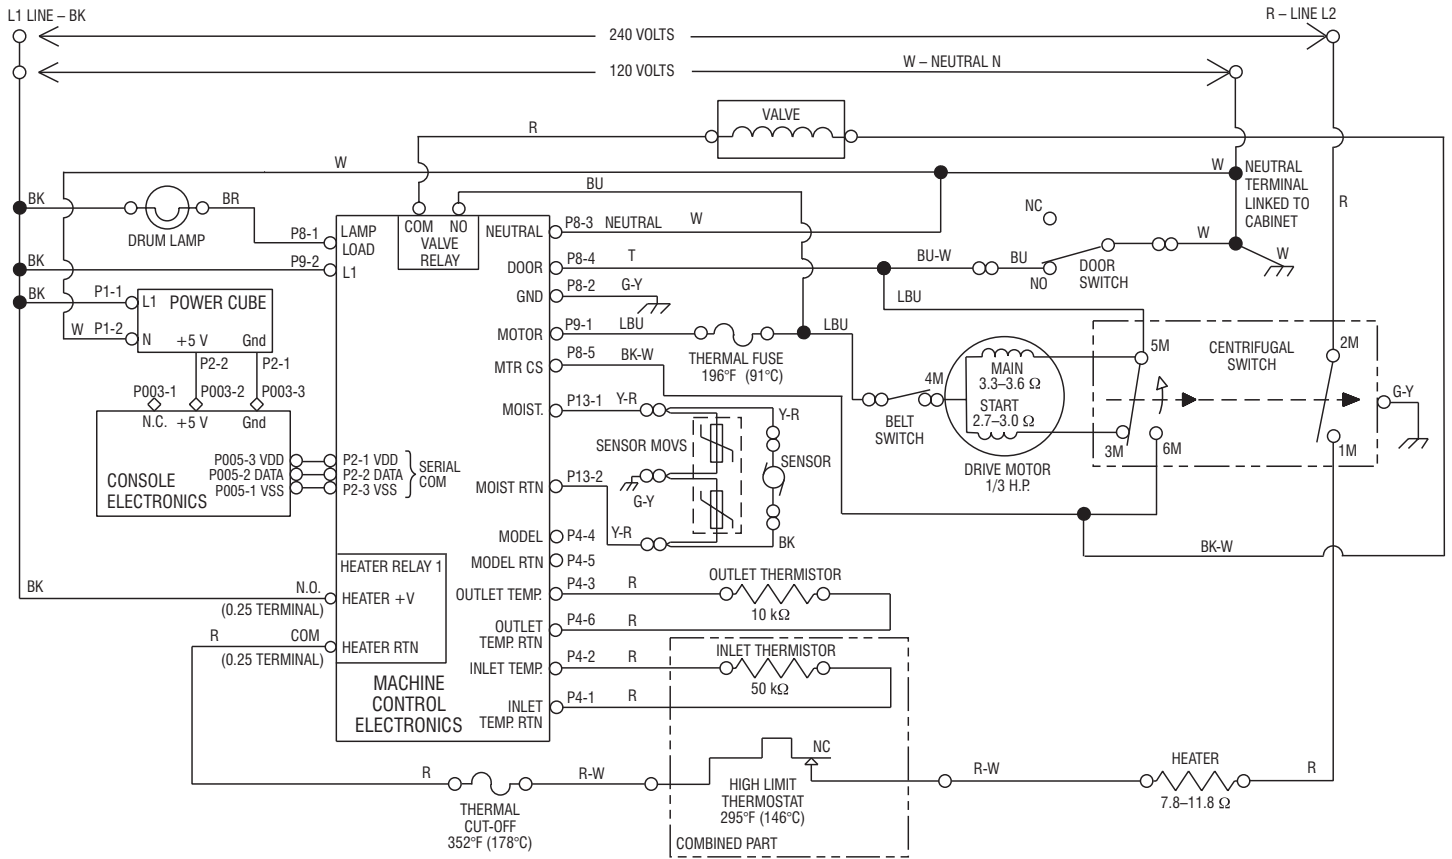 L1 LINE – BK
R – LINE L2
240 VOLTS
120 VOLTS
W – NEUTRAL N
VALVE
R
W
W
NEUTRAL
TERMINAL
LINKED TO
CABINET
BU
BK
BR
DRUM LAMP
R
NC
P8-1
LAMP
LOAD
COM
NO
VALVE
RELAY
NEUTRAL
P8-3
NEUTRAL
W
W
W
BK
P9-2
L1
DOOR
P8-4
T
BU-W
BU
NO
DOOR
SWITCH
BK
P1-1
L1
POWER CUBE
GND
P8-2
G-Y
LBU
W
P1-2
N
+5 V
Gnd
MOTOR
P9-1
LBU
LBU
THERMAL FUSE
196°F (91°C)
5M
CENTRIFUGAL
SWITCH
2M
P2-2
P2-1
MTR CS
P8-5
BK-W
MAIN
3.3–3.6 Ω
4M
P003-1
P003-2
P003-3
N.C.
+5 V
Gnd
MOIST.
P13-1
Y-R
Y-R
START
2.7–3.0 Ω
BELT
SWITCH
G-Y
SENSOR MOVS
SENSOR
3M
6M
1M
DRIVE MOTOR
1/3 H.P.
CONSOLE
ELECTRONICS
P005-3 VDD
P005-2 DATA
P005-1 VSS
P2-1 VDD
P2-2 DATA
P2-3 VSS
SERIAL
COM
MOIST RTN
P13-2
G-Y
Y-R
BK
MODEL
P4-4
MODEL RTN
P4-5
BK-W
HEATER RELAY 1
BK
N.O.
(0.25 TERMINAL)
HEATER +V
OUTLET TEMP.
P4-3
R
OUTLET THERMISTOR
10 kΩ
OUTLET
TEMP. RTN
P4-6
R
R
COM
(0.25 TERMINAL)
HEATER RTN
INLET TEMP.
P4-2
R
INLET THERMISTOR
50 kΩ
MACHINE
CONTROL
ELECTRONICS
INLET
TEMP. RTN
P4-1
R
NC
R
R-W
HIGH LIMIT
THERMOSTAT
295°F (146°C)
R-W
HEATER
7.8–11.8 Ω
R
THERMAL
CUT-OFF
352°F (178°C)
COMBINED PART